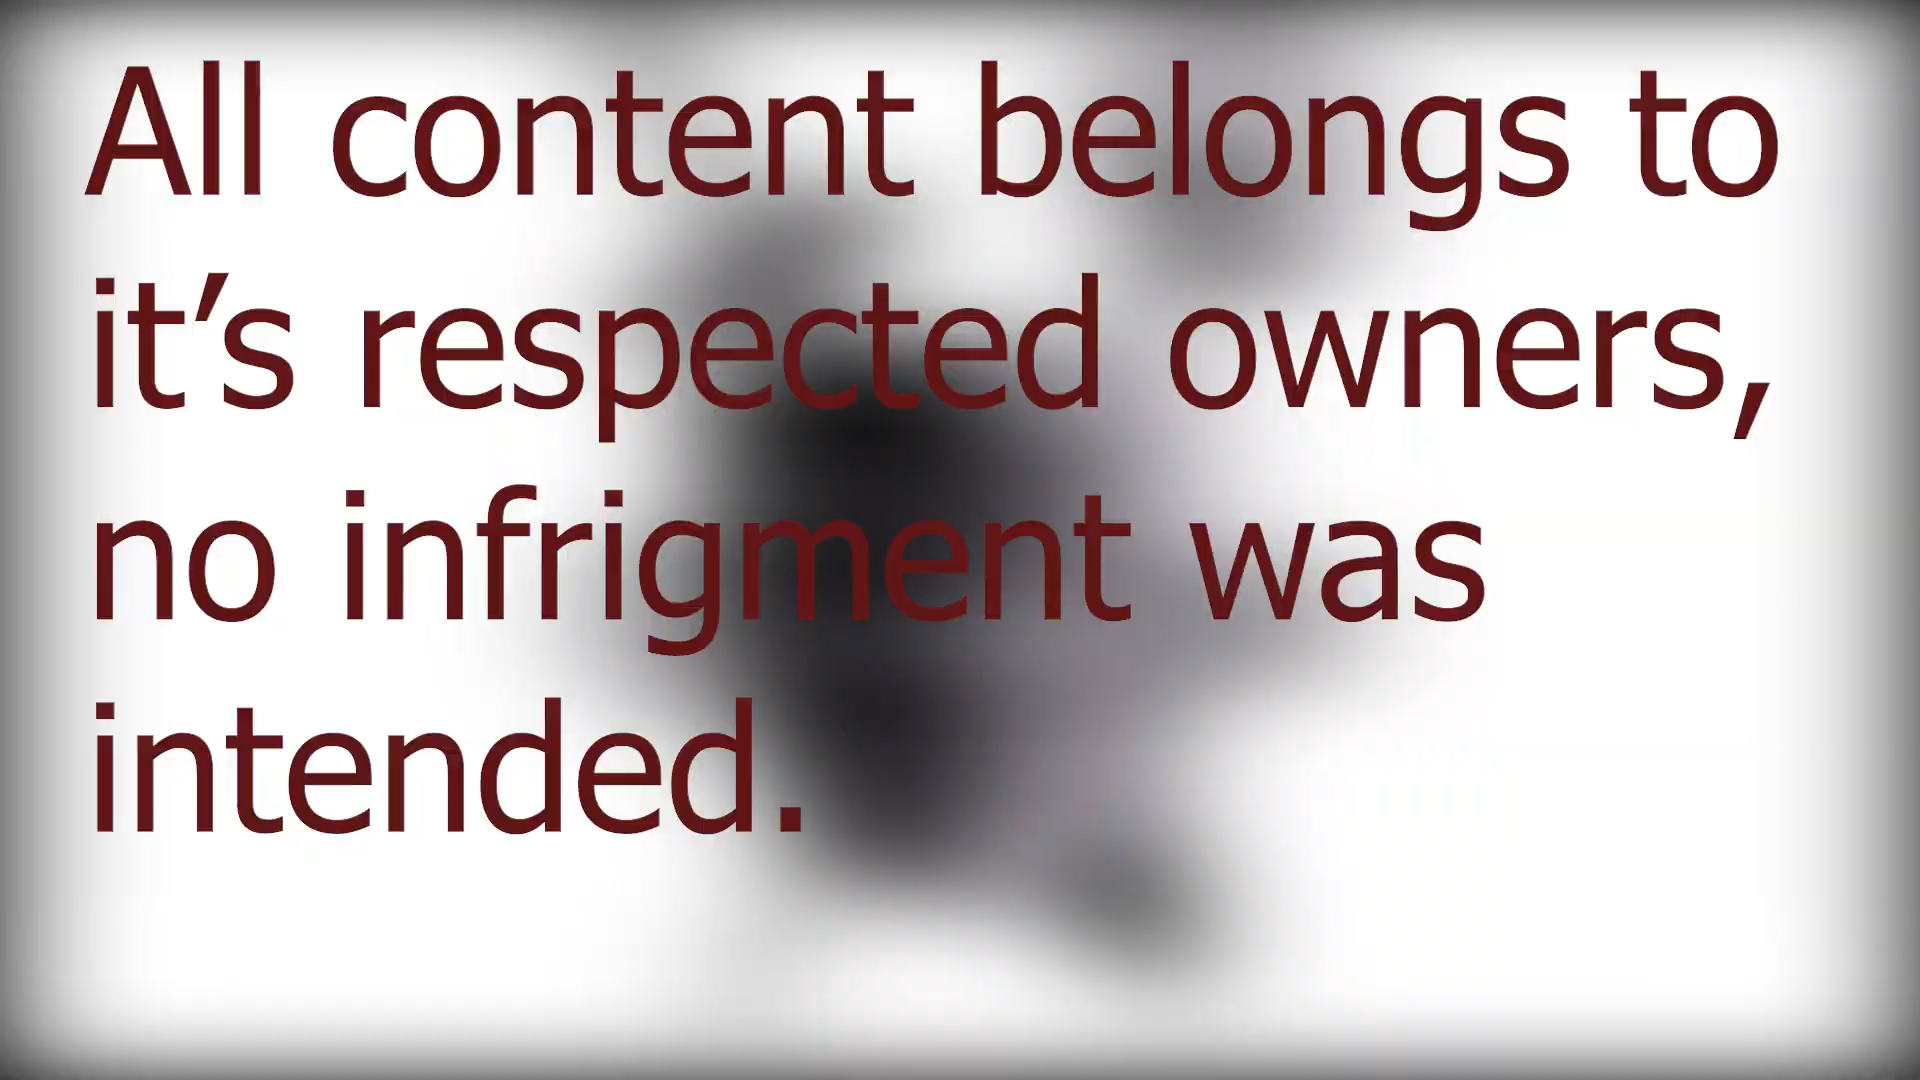 All content belongs to
it’s respected owners,
no infrigment was
intended.